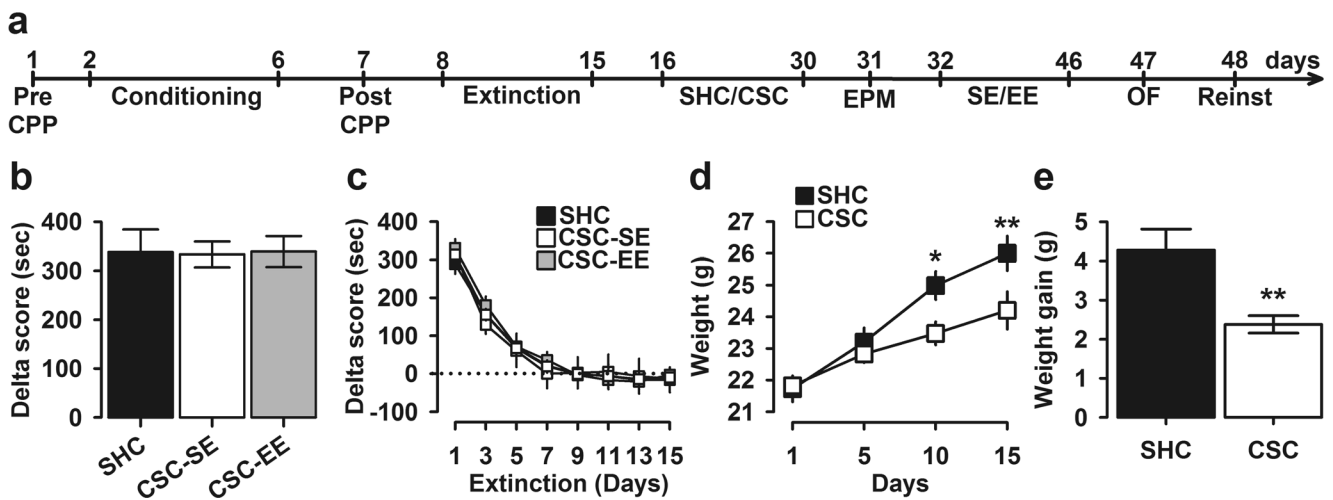 a
1 2 6 7 8 15 16 30 31 32 46 47 48 days
Pre Conditioning Post Extinction SHC/CSC EPM SE/EE OF Reinst
CPP CPP
b
Delta score (sec)
400
300
200
100
0
SHC CSC-SE CSC-EE
c
SHC
CSC-SE
CSC-EE
Delta score (sec)
400
300
200
100
0
-100
1 3 5 7 9 11 13 15
Extinction (Days)
d
SHC
CSC
Weight (g)
27
26
25
24
23
22
21
* **
1 5 10 15
Days
e
Weight gain (g)
5
4
3
2
1
0
**
SHC CSC